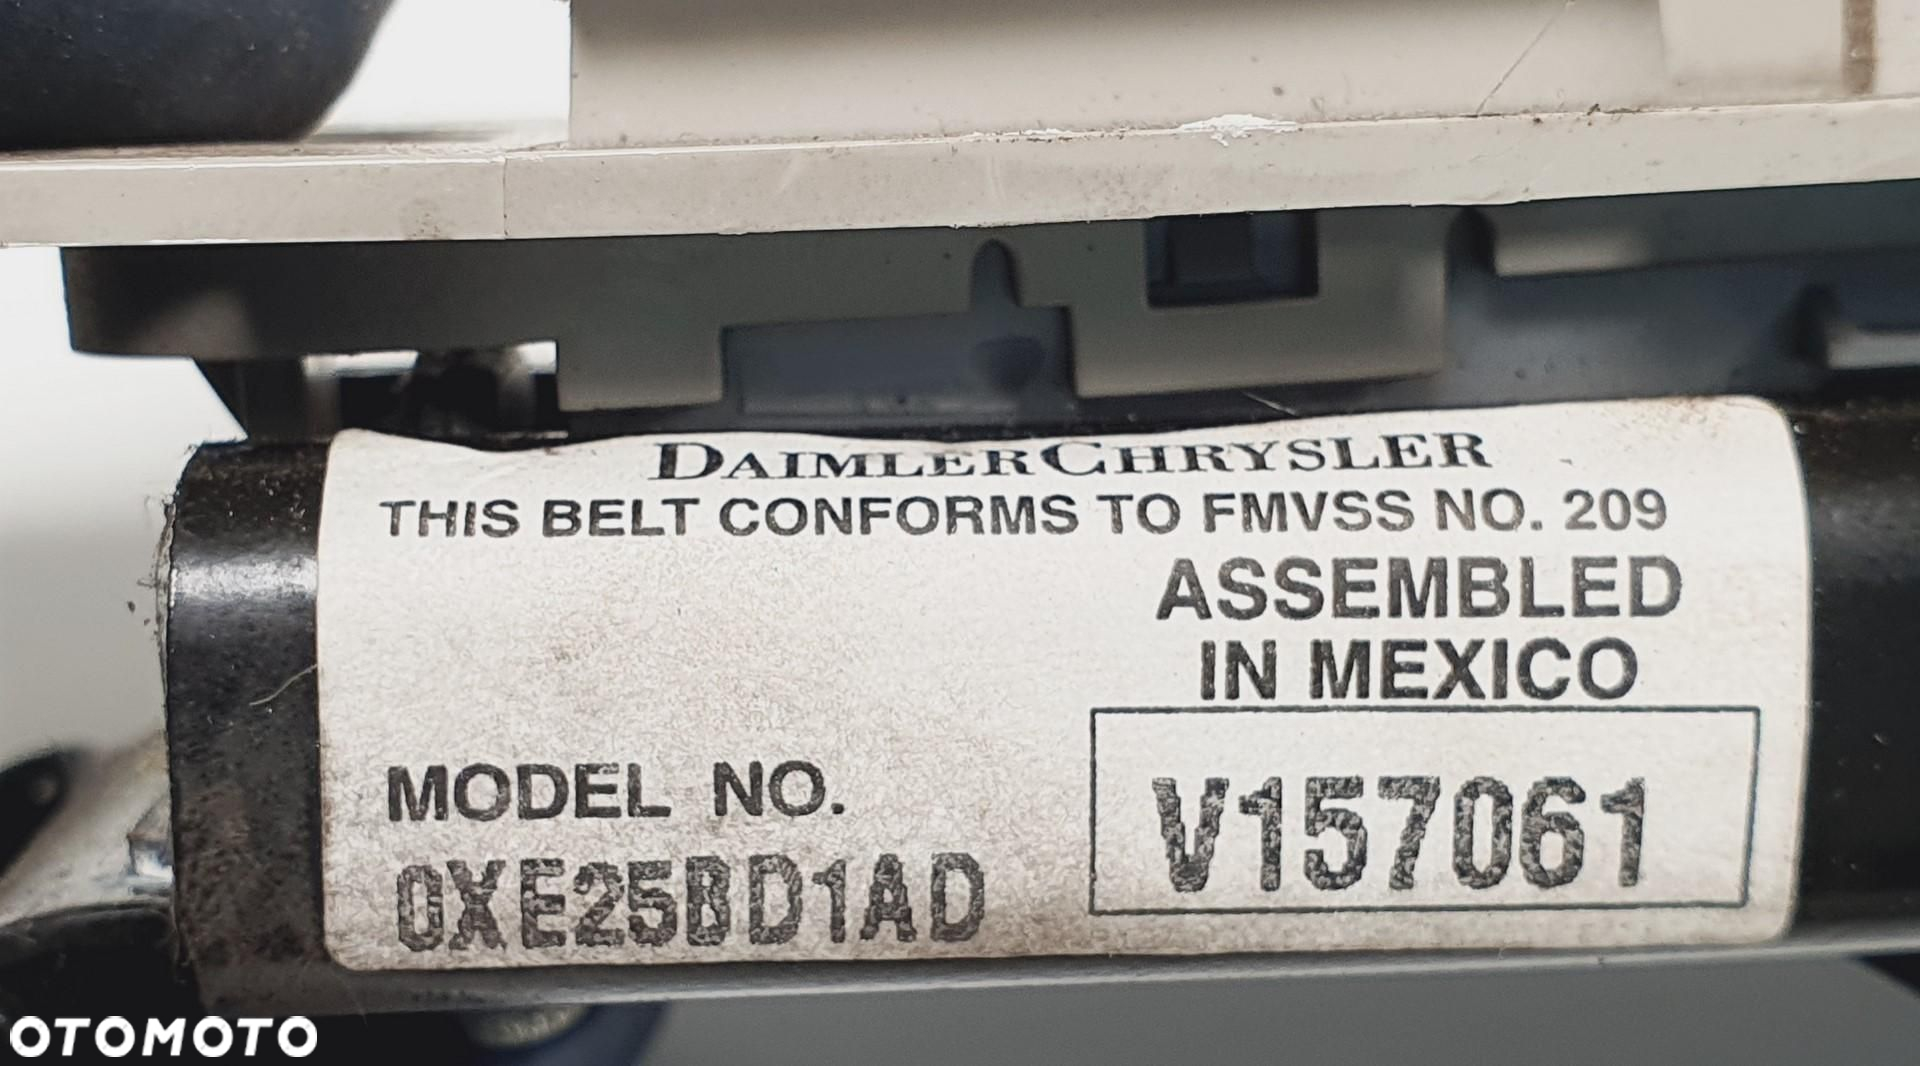 DAIMLERCHRYSLER
THIS BELT CONFORMS TO FMVSS NO. 209
ASSEMBLED
IN MEXICO
MODEL NO.
0XE25BD1AD
V157061
OTOMOTO